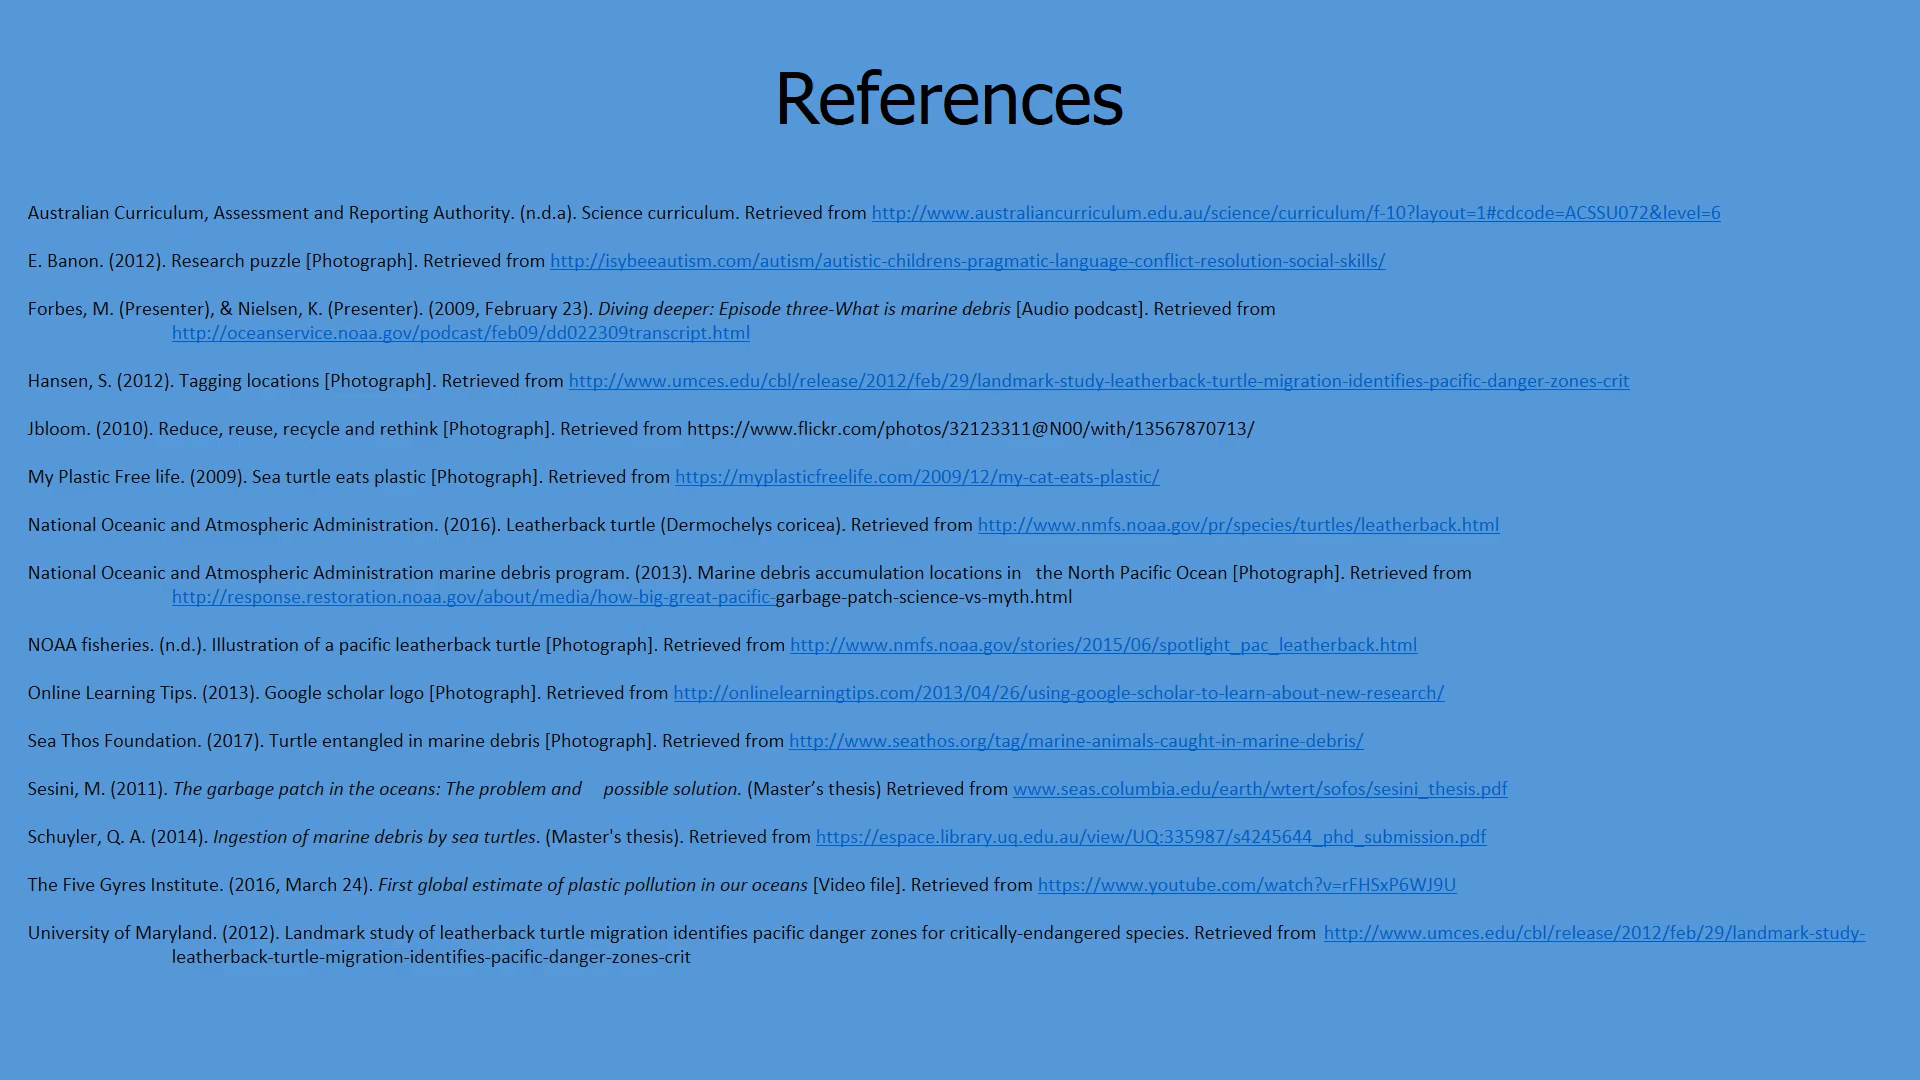 References
Australian Curriculum, Assessment and Reporting Authority. (n.d.a). Science curriculum. Retrieved from http://www.australiancurriculum.edu.au/science/curriculum/f-10?layout=1#cdcode=ACSSU072&level=6
E. Banon. (2012). Research puzzle [Photograph]. Retrieved from http://isybeeautism.com/autism/autistic-childrens-pragmatic-language-conflict-resolution-social-skills/
Forbes, M. (Presenter), & Nielsen, K. (Presenter). (2009, February 23). Diving deeper: Episode three-What is marine debris [Audio podcast]. Retrieved from
http://oceanservice.noaa.gov/podcast/feb09/dd022309transcript.html
Hansen, S. (2012). Tagging locations [Photograph]. Retrieved from http://www.umces.edu/cbl/release/2012/feb/29/landmark-study-leatherback-turtle-migration-identifies-pacific-danger-zones-crit
Jbloom. (2010). Reduce, reuse, recycle and rethink [Photograph]. Retrieved from https://www.flickr.com/photos/32123311@N00/with/13567870713/
My Plastic Free life. (2009). Sea turtle eats plastic [Photograph]. Retrieved from https://myplasticfreelife.com/2009/12/my-cat-eats-plastic/
National Oceanic and Atmospheric Administration. (2016). Leatherback turtle (Dermochelys coricea). Retrieved from http://www.nmfs.noaa.gov/pr/species/turtles/leatherback.html
National Oceanic and Atmospheric Administration marine debris program. (2013). Marine debris accumulation locations in the North Pacific Ocean [Photograph]. Retrieved from
http://response.restoration.noaa.gov/about/media/how-big-great-pacific-garbage-patch-science-vs-myth.html
NOAA fisheries. (n.d.). Illustration of a pacific leatherback turtle [Photograph]. Retrieved from http://www.nmfs.noaa.gov/stories/2015/06/spotlight_pac_leatherback.html
Online Learning Tips. (2013). Google scholar logo [Photograph]. Retrieved from http://onlinelearningtips.com/2013/04/26/using-google-scholar-to-learn-about-new-research/
Sea Thos Foundation. (2017). Turtle entangled in marine debris [Photograph]. Retrieved from http://www.seathos.org/tag/marine-animals-caught-in-marine-debris/
Sesini, M. (2011). The garbage patch in the oceans: The problem and possible solution. (Master’s thesis) Retrieved from www.seas.columbia.edu/earth/wtert/sofos/sesini_thesis.pdf
Schuyler, Q. A. (2014). Ingestion of marine debris by sea turtles. (Master's thesis). Retrieved from https://espace.library.uq.edu.au/view/UQ:335987/s4245644_phd_submission.pdf
The Five Gyres Institute. (2016, March 24). First global estimate of plastic pollution in our oceans [Video file]. Retrieved from https://www.youtube.com/watch?v=rFHSxP6WJ9U
University of Maryland. (2012). Landmark study of leatherback turtle migration identifies pacific danger zones for critically-endangered species. Retrieved from http://www.umces.edu/cbl/release/2012/feb/29/landmark-study-
leatherback-turtle-migration-identifies-pacific-danger-zones-crit